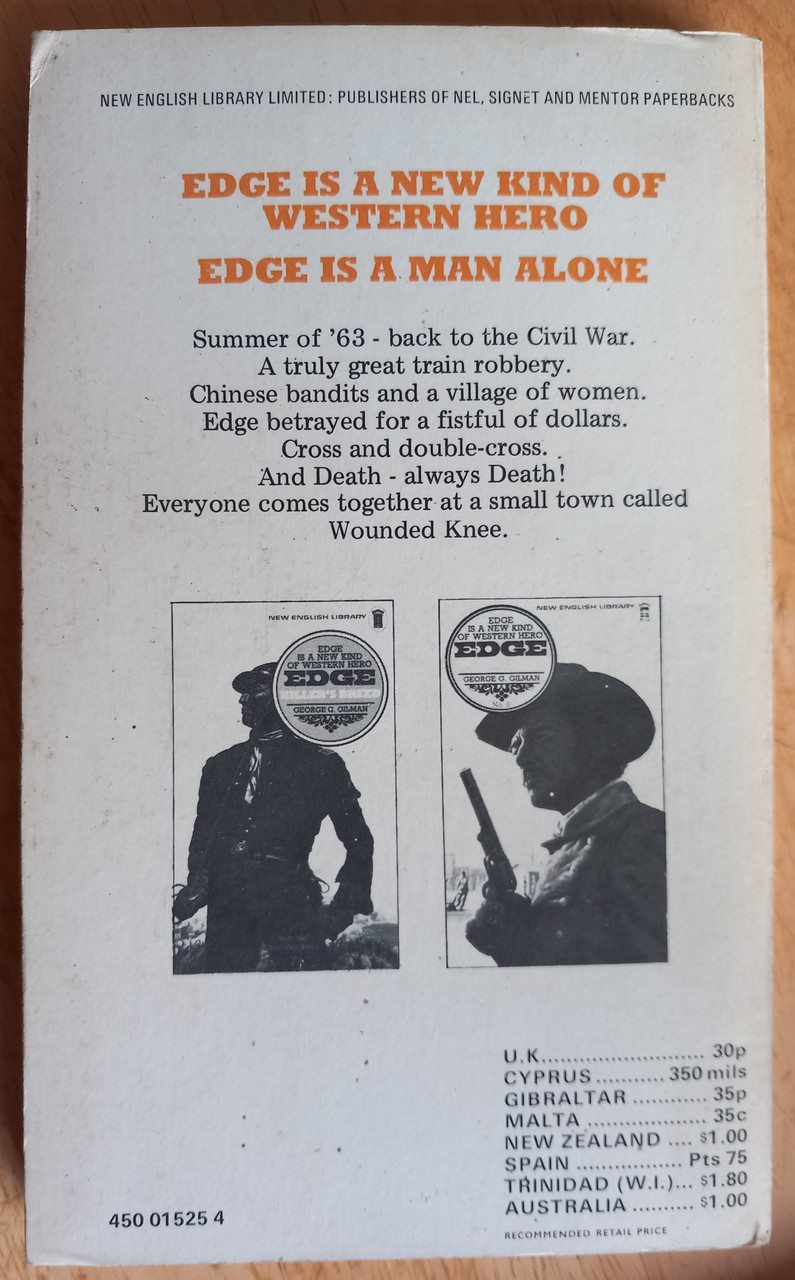 NEW ENGLISH LIBRARY LIMITED: PUBLISHERS OF NEL, SIGNET AND MENTOR PAPERBACKS
EDGE IS A NEW KIND OF
WESTERN HERO
EDGE IS A MAN ALONE
Summer of '63 - back to the Civil War.
A truly great train robbery.
Chinese bandits and a village of women.
Edge betrayed for a fistful of dollars.
Cross and double-cross.
And Death - always Death!
Everyone comes together at a small town called
Wounded Knee.
NEW ENGLISH LIBRARY
EDGE
IS A NEW KIND
OF WESTERN HERO
EDGE
KILLER'S BREED
GEORGE G. GILMAN
NEW ENGLISH LIBRARY
EDGE
IS A NEW KIND
OF WESTERN HERO
EDGE
GEORGE G. GILMAN
U.K.......................... 30p
CYPRUS ........... 350 mils
GIBRALTAR ............ 35p
MALTA ................... 35c
NEW ZEALAND .... $1.00
SPAIN ................. Pts 75
TRINIDAD (W.I.)... $1.80
AUSTRALIA .......... $1.00
RECOMMENDED RETAIL PRICE
450 01525 4